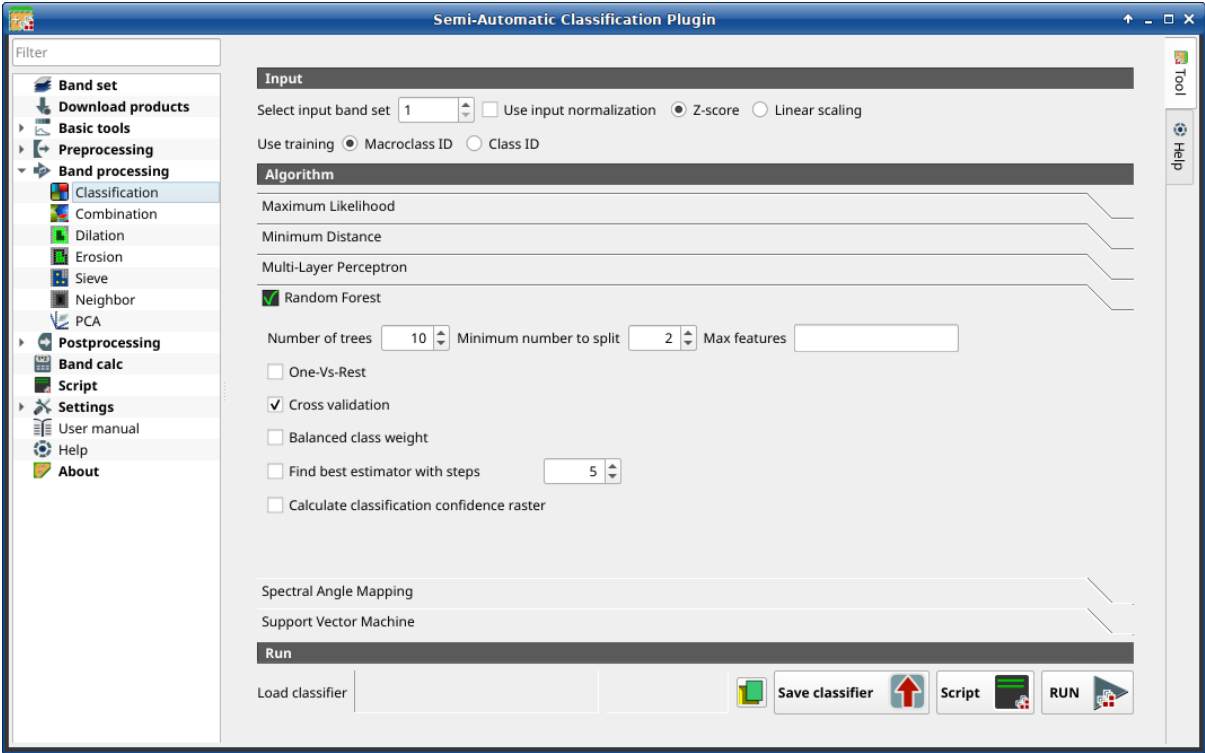 Semi-Automatic Classification Plugin
Filter
Band set
Download products
Basic tools
Preprocessing
Band processing
Classification
Combination
Dilation
Erosion
Sieve
Neighbor
PCA
Postprocessing
Band calc
Script
Settings
User manual
Help
About
Input
Select input band set 1 Use input normalization Z-score Linear scaling
Use training Macroclass ID Class ID
Algorithm
Maximum Likelihood
Minimum Distance
Multi-Layer Perceptron
Random Forest
Number of trees 10 Minimum number to split 2 Max features
One-Vs-Rest
Cross validation
Balanced class weight
Find best estimator with steps 5
Calculate classification confidence raster
Spectral Angle Mapping
Support Vector Machine
Run
Load classifier Save classifier Script RUN
Tool
Help